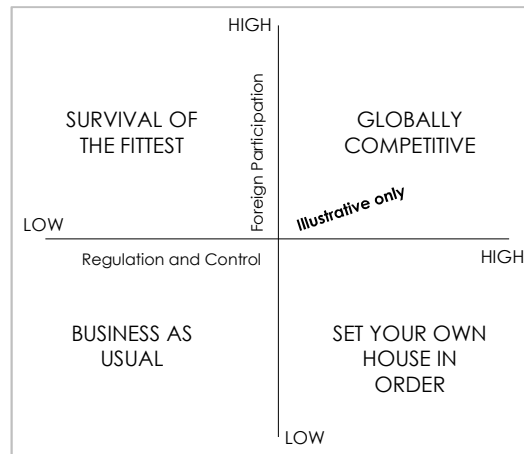 HIGH
SURVIVAL OF
THE FITTEST
Foreign Participation
GLOBALLY
COMPETITIVE
Illustrative only
LOW
Regulation and Control
HIGH
BUSINESS AS
USUAL
SET YOUR OWN
HOUSE IN
ORDER
LOW